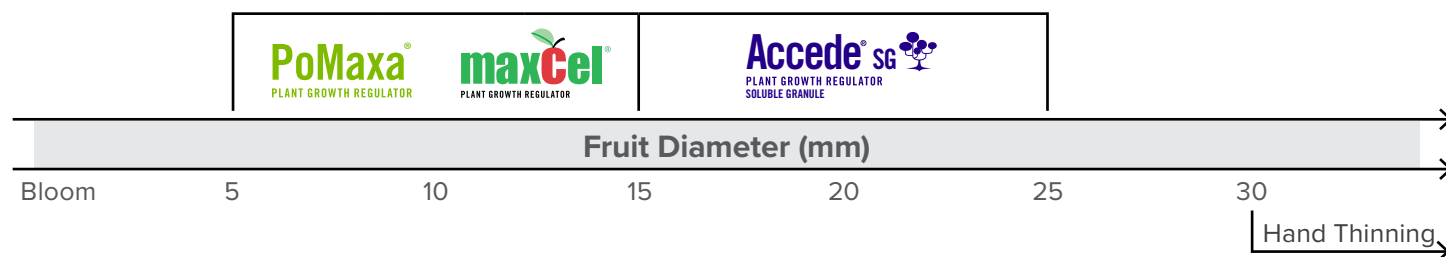 PoMaxa®
PLANT GROWTH REGULATOR
maxCel®
PLANT GROWTH REGULATOR
Accede® SG
PLANT GROWTH REGULATOR
SOLUBLE GRANULE
Fruit Diameter (mm)
Bloom 5 10 15 20 25 30
Hand Thinning